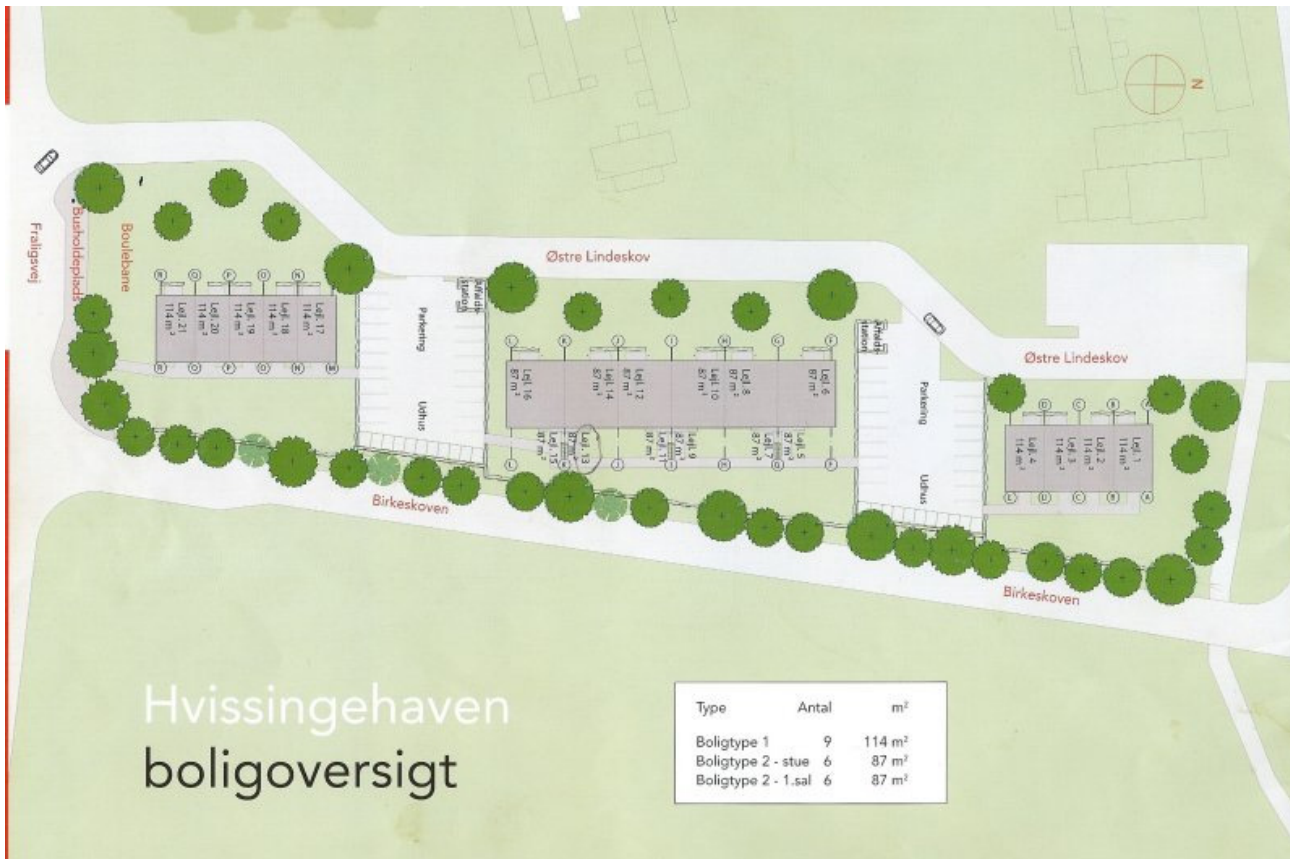 N
Fraligsvej
Busholdeplads
Boulebane
Østre Lindeskov
Affalds-
station
Affalds-
station
Østre Lindeskov
R
Q
P
O
N
Lejl. 21
114 m²
Lejl. 20
114 m²
Lejl. 19
114 m²
Lejl. 18
114 m²
Lejl. 17
114 m²
R
Q
P
O
N
M
Parkering
Udhus
L
K
J
I
H
G
F
Lejl. 16
87 m²
Lejl. 14
87 m²
Lejl. 12
87 m²
Lejl. 10
87 m²
Lejl. 8
87 m²
Lejl. 6
87 m²
Lejl. 15
87 m²
Lejl. 13
87 m²
Lejl. 11
87 m²
Lejl. 9
87 m²
Lejl. 7
87 m²
Lejl. 5
87 m²
L
K
J
I
G
F
Parkering
Udhus
D
C
B
A
Lejl. 4
114 m²
Lejl. 3
114 m²
Lejl. 2
114 m²
Lejl. 1
114 m²
E
D
C
B
A
Birkeskoven
Birkeskoven
Hvissingehaven
boligoversigt
Type Antal m²
Boligtype 1 9 114 m²
Boligtype 2 - stue 6 87 m²
Boligtype 2 - 1.sal 6 87 m²